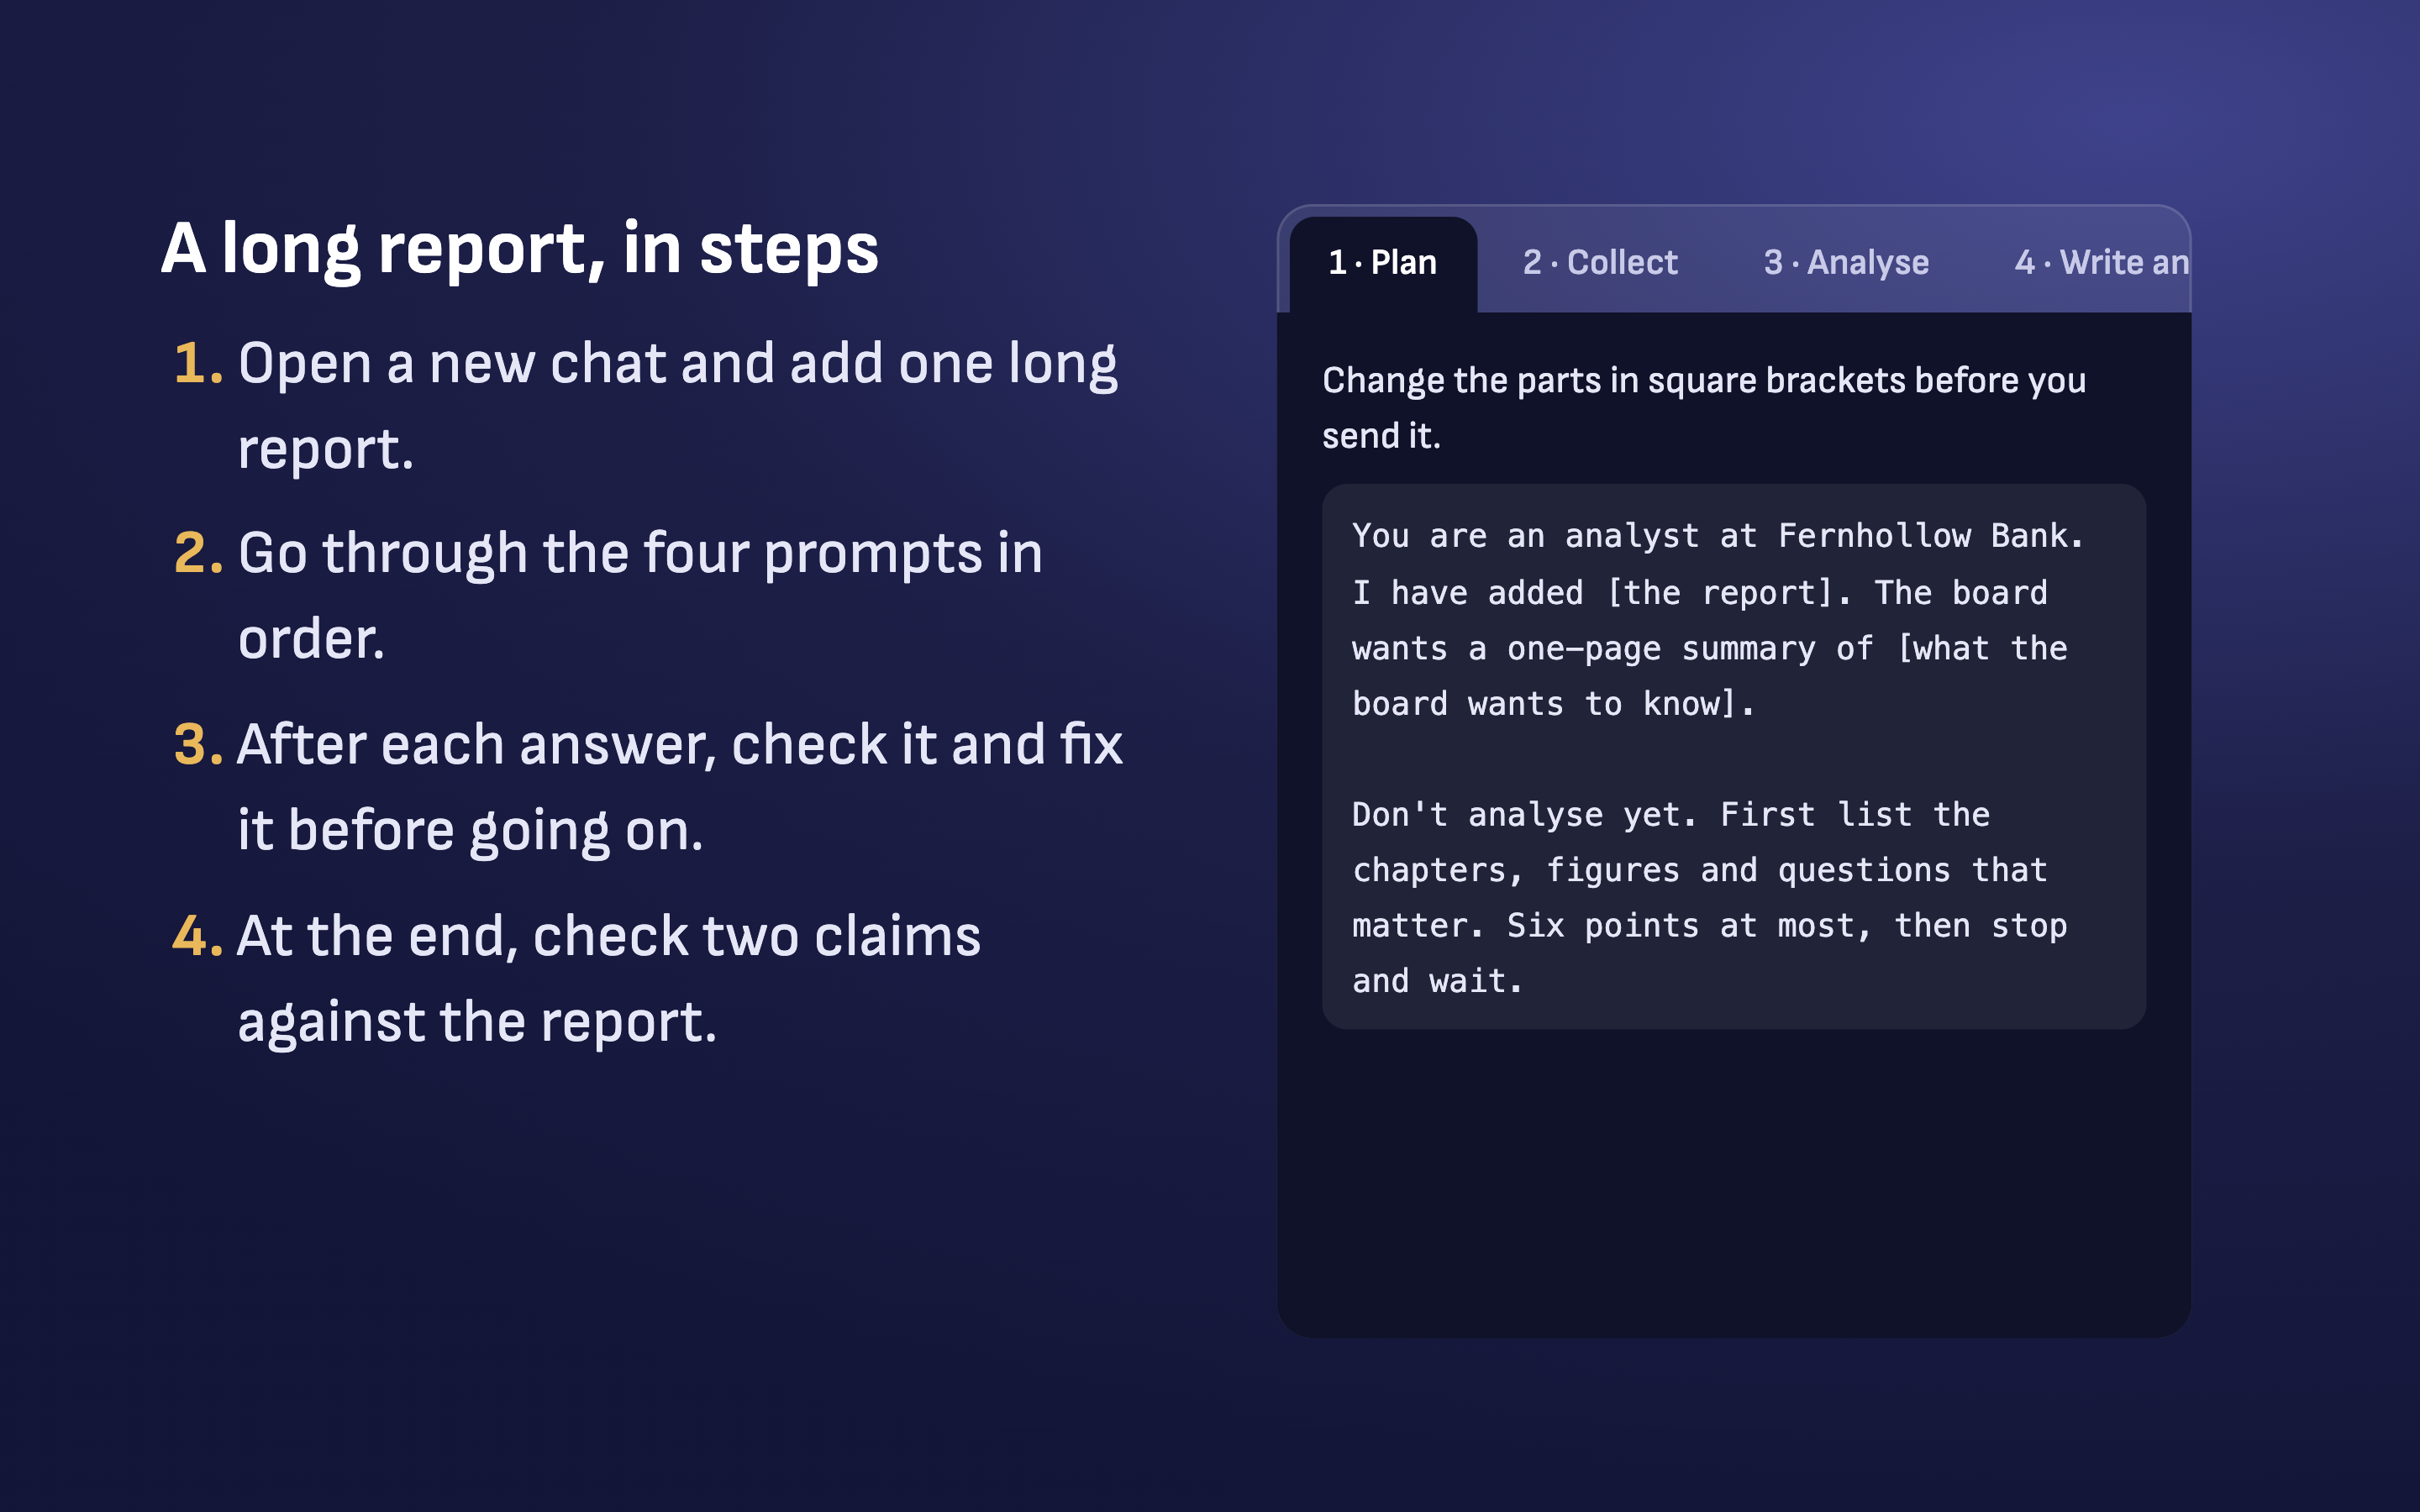 A long report, in steps
1. Open a new chat and add one long
report.
2. Go through the four prompts in
order.
3. After each answer, check it and fix
it before going on.
4. At the end, check two claims
against the report.
1 · Plan 2 · Collect 3 · Analyse 4 · Write an
Change the parts in square brackets before you
send it.
You are an analyst at Fernhollow Bank.
I have added [the report]. The board
wants a one-page summary of [what the
board wants to know].
Don't analyse yet. First list the
chapters, figures and questions that
matter. Six points at most, then stop
and wait.